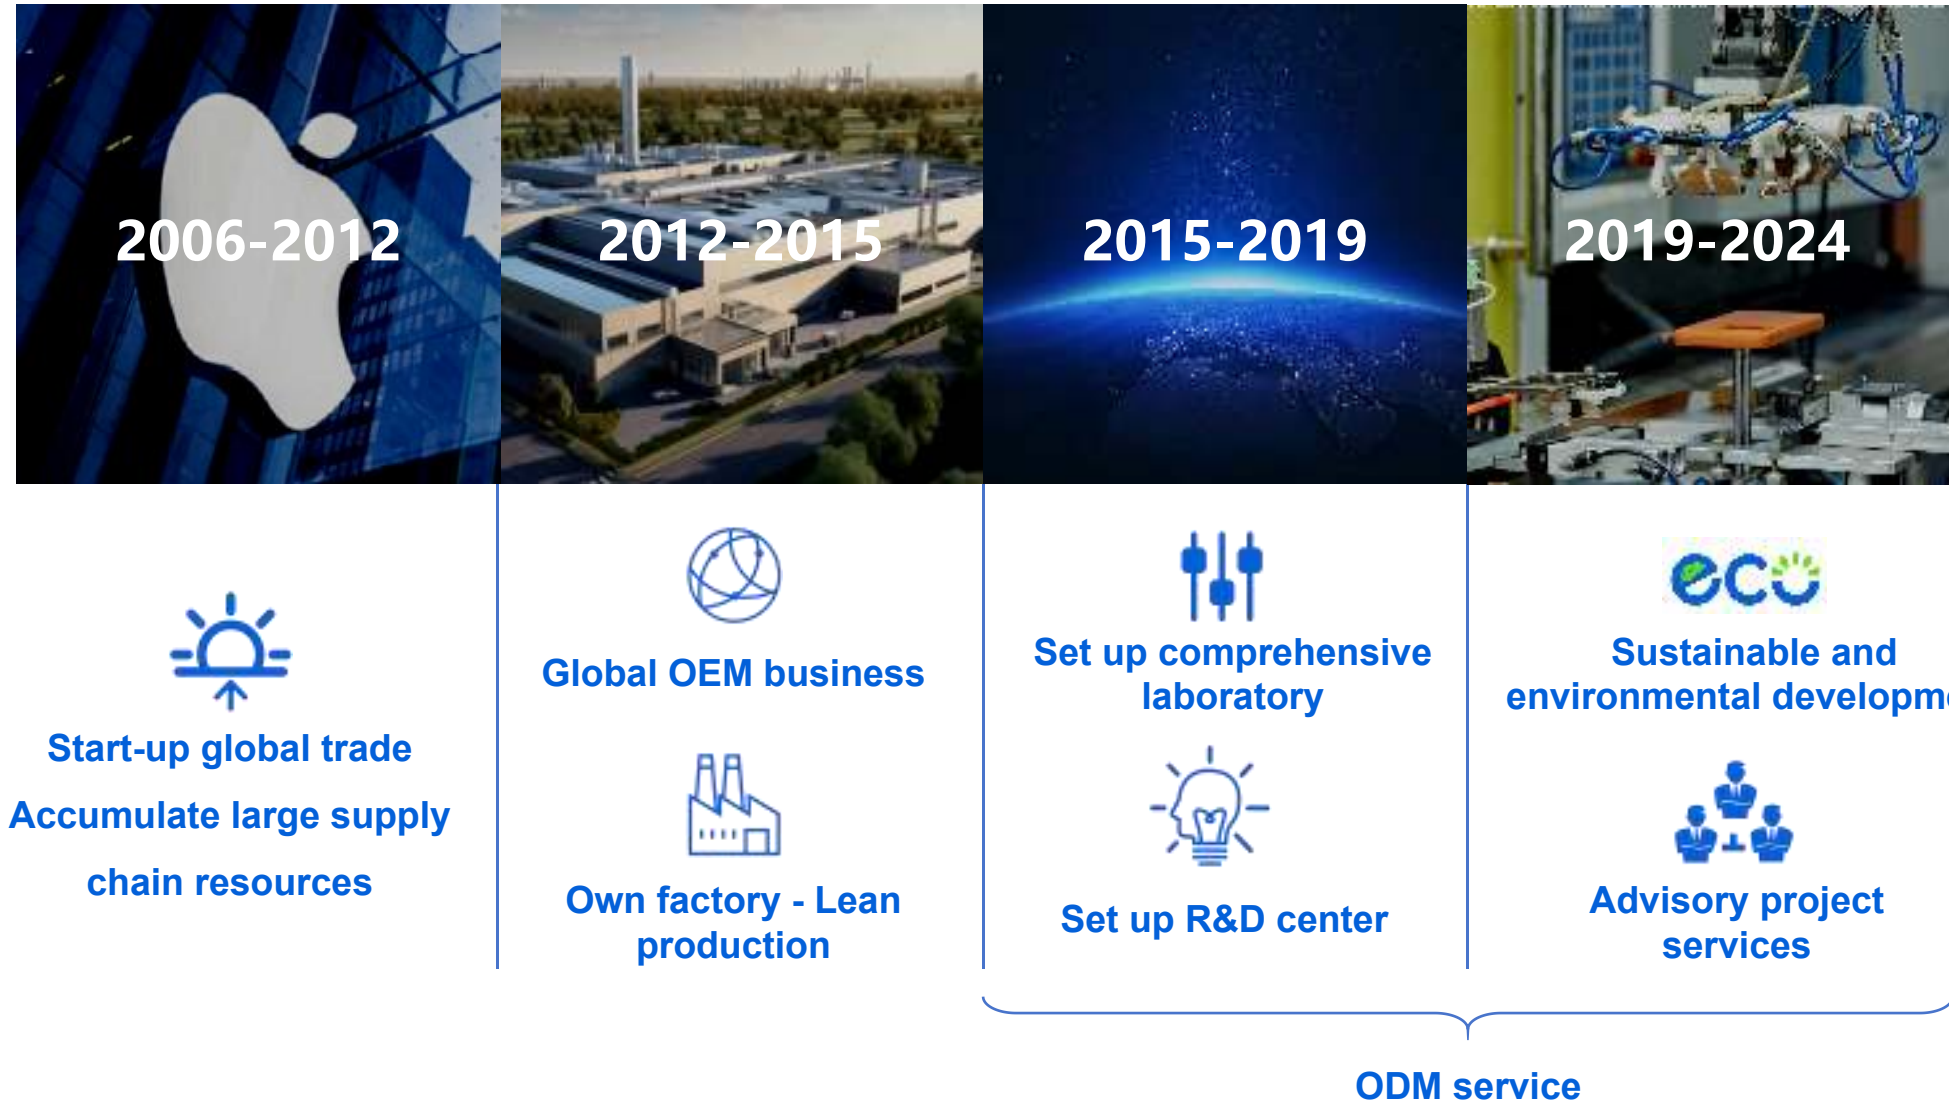 2006-2012
2012-2015
2015-2019
2019-2024
Start-up global trade
Accumulate large supply
chain resources
Global OEM business
Own factory - Lean
production
Set up comprehensive
laboratory
Set up R&D center
eco
Sustainable and
environmental
Advisory project
services
ODM service